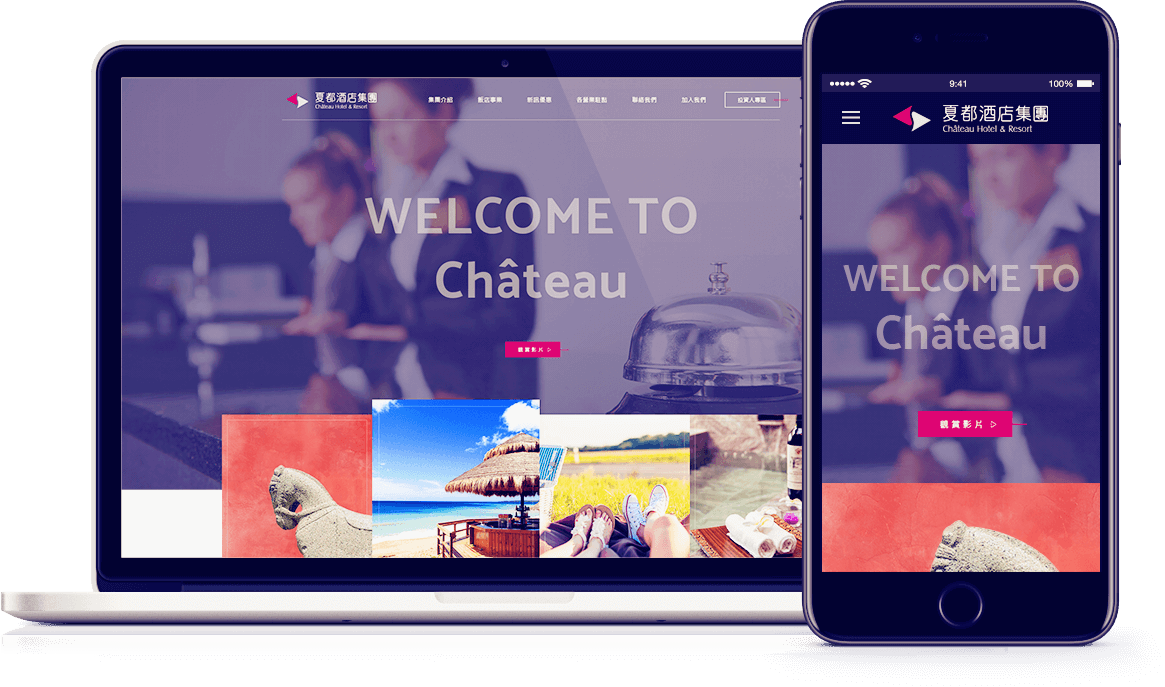 夏都酒店集團
Château Hotel & Resort
集團介紹
飯店事業
新訊優惠
各營業據點
聯絡我們
加入我們
投資人專區
WELCOME TO
Château
觀賞影片
9:41
100%
夏都酒店集團
Château Hotel & Resort
WELCOME TO
Château
觀賞影片